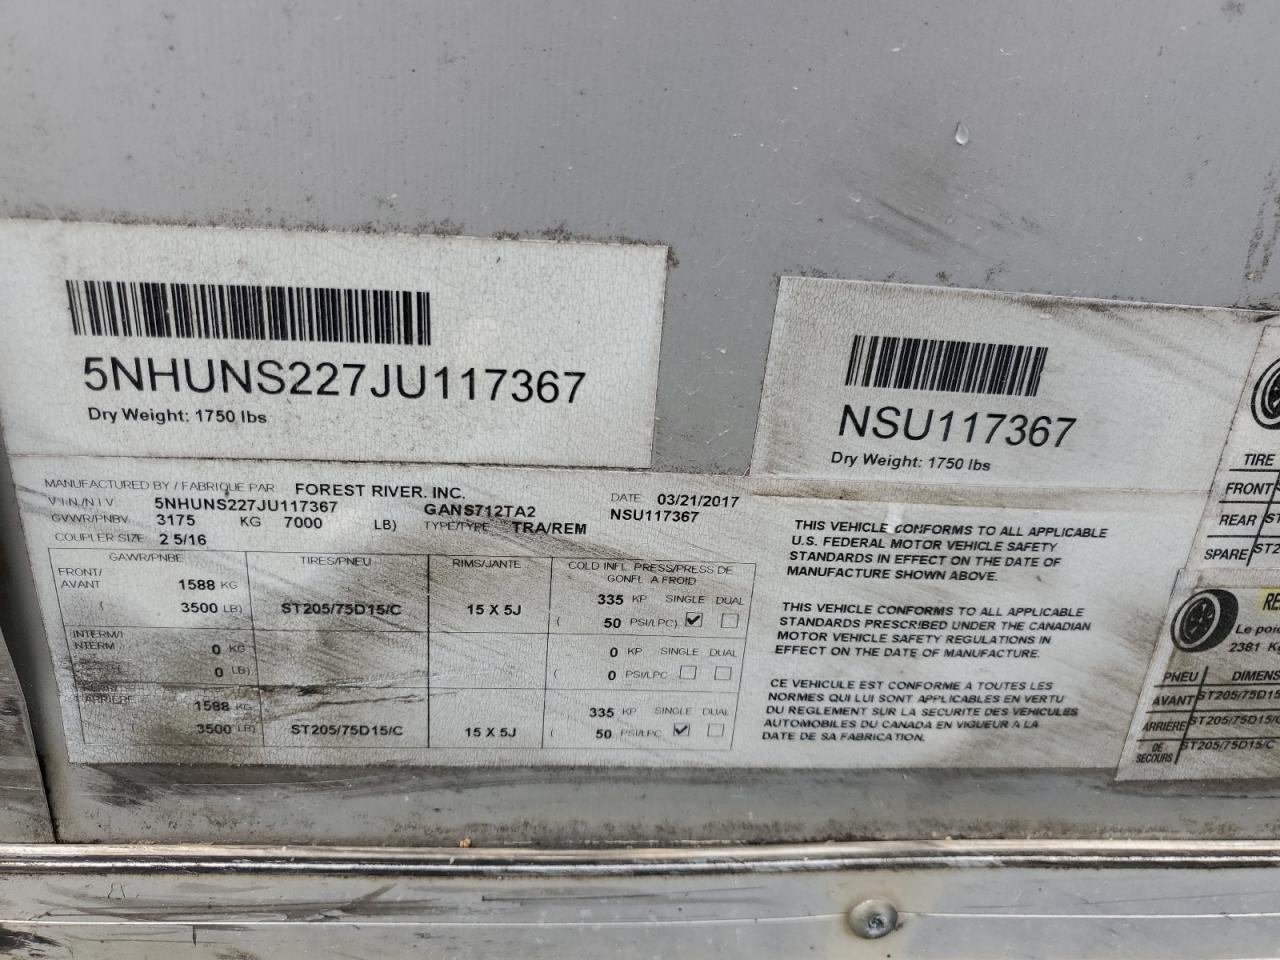 5NHUNS227JU117367
Dry Weight: 1750 lbs
NSU117367
Dry Weight: 1750 lbs
MANUFACTURED BY / FABRIQUE PAR FOREST RIVER, INC. DATE 03/21/2017
V.I.N./N I V 5NHUNS227JU117367 GANS712TA2 NSU117367
GVWR/PNBV 3175 KG 7000 LB) TYPE/TYPE TRA/REM
COUPLER SIZE 2 5/16
GAWR/PNBE TIRES/PNEU RIMS/JANTE COLD INFL. PRESS/PRESS DE
GONFL. A FROID
FRONT/
AVANT 1588 KG 335 KP SINGLE DUAL
( 3500 LB) ST205/75D15/C 15 X 5J ( 50 PSI/LPC)
INTERM/I
NTERM 0 KG 0 KP SINGLE DUAL
0 LB) ( 0 PSI/LPC
ARRIERE 1588 KG 335 KP SINGLE DUAL
3500 LB) ST205/75D15/C 15 X 5J ( 50 PSI/LPC
THIS VEHICLE CONFORMS TO ALL APPLICABLE
U.S. FEDERAL MOTOR VEHICLE SAFETY
STANDARDS IN EFFECT ON THE DATE OF
MANUFACTURE SHOWN ABOVE.
THIS VEHICLE CONFORMS TO ALL APPLICABLE
STANDARDS PRESCRIBED UNDER THE CANADIAN
MOTOR VEHICLE SAFETY REGULATIONS IN
EFFECT ON THE DATE OF MANUFACTURE.
CE VEHICULE EST CONFORME A TOUTES LES
NORMES QUI LUI SONT APPLICABLES EN VERTU
DU REGLEMENT SUR LA SECURITE DES VEHICULES
AUTOMOBILES DU CANADA EN VIGUEUR A LA
DATE DE SA FABRICATION.
TIRE
FRONT
REAR
SPARE
Le
2381
PNEU
AVANT ST205/75D15/C
ARRIÈRE ST205/75D15/C
DE
SECOURS ST205/75D15/C